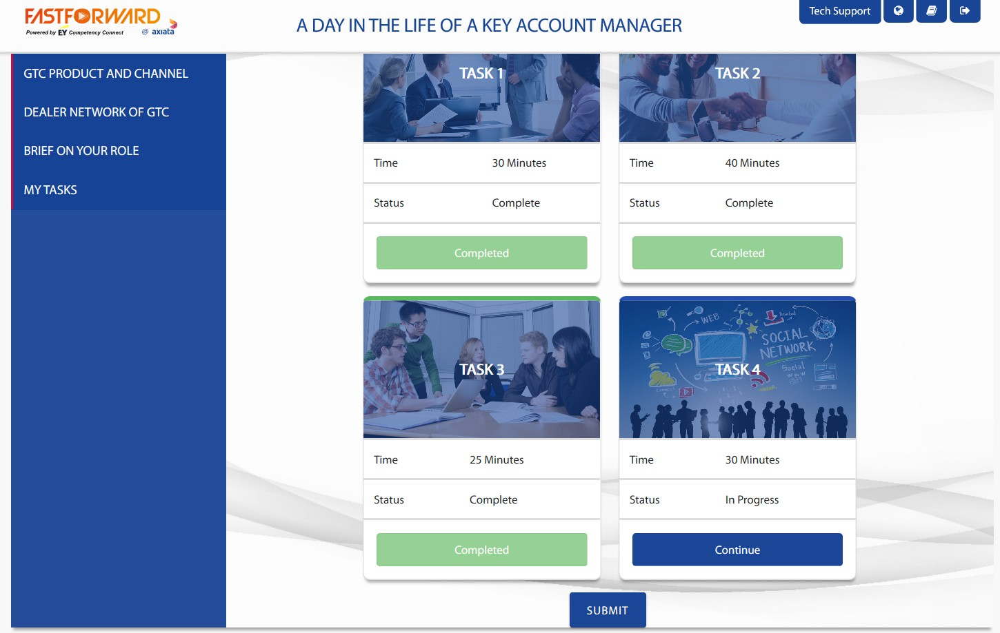 FASTFORWARD
Powered by EY Competency Connect @ axiata
A DAY IN THE LIFE OF A KEY ACCOUNT MANAGER
Tech Support
GTC PRODUCT AND CHANNEL
DEALER NETWORK OF GTC
BRIEF ON YOUR ROLE
MY TASKS
TASK 1
Time 30 Minutes
Status Complete
Completed
TASK 2
Time 40 Minutes
Status Complete
Completed
TASK 3
Time 25 Minutes
Status Complete
Completed
WEB
Download
SOCIAL
NETWORK
TASK 4
Social
www
connect
Time 30 Minutes
Status In Progress
Continue
SUBMIT